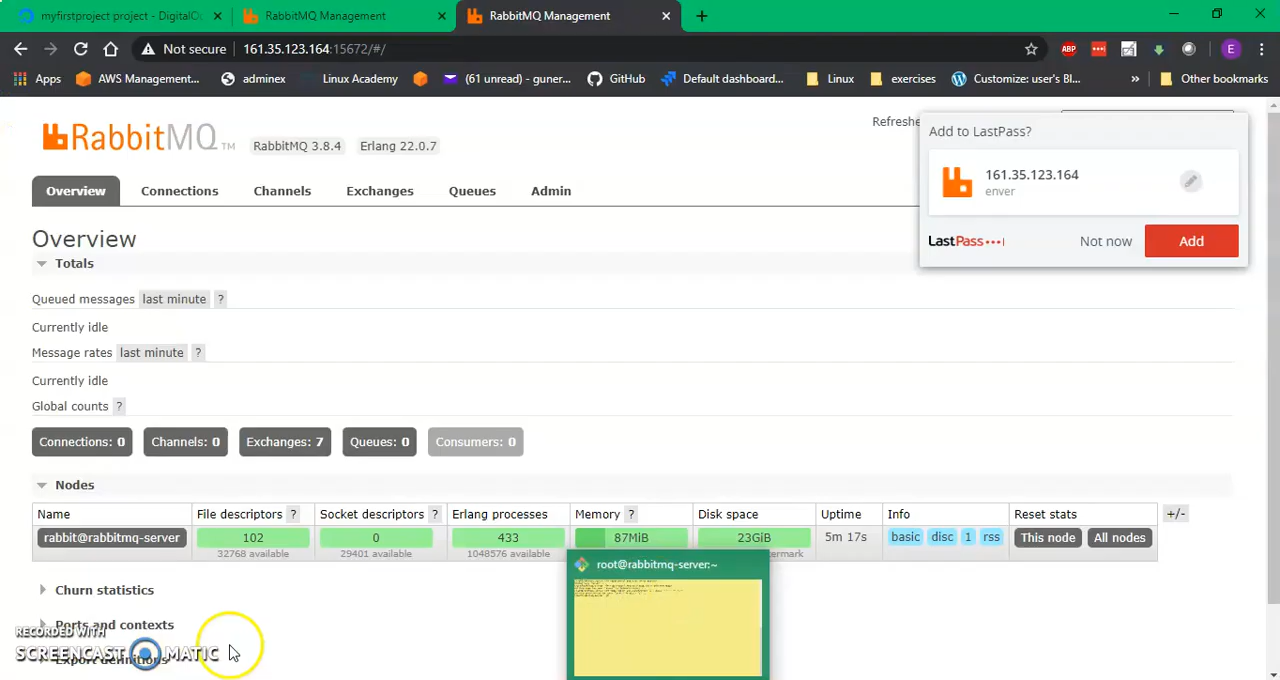 myfirstproject project - DigitalOc
RabbitMQ Management
RabbitMQ Management
Not secure 161.35.123.164:15672/#/
ABP
E
Apps
AWS Management...
adminex
Linux Academy
(61 unread) - guner...
GitHub
Default dashboard...
Linux
exercises
Customize: user's Bl...
»
Other bookmarks
RabbitMQ TM
RabbitMQ 3.8.4
Erlang 22.0.7
Refreshe
Add to LastPass?
161.35.123.164
enver
LastPass
Not now
Add
Overview
Connections
Channels
Exchanges
Queues
Admin
Overview
Totals
Queued messages last minute ?
Currently idle
Message rates last minute ?
Currently idle
Global counts ?
Connections: 0
Channels: 0
Exchanges: 7
Queues: 0
Consumers: 0
Nodes
Name File descriptors ? Socket descriptors ? Erlang processes Memory ? Disk space Uptime Info Reset stats +/-
rabbit@rabbitmq-server 102 0 433 87MiB 23GiB 5m 17s basic disc 1 rss This node All nodes
32768 available 29401 available 1048576 available
root@rabbitmq-server:~
Churn statistics
Ports and contexts
Export definitions
RECORDED WITH
SCREENCAST MATIC